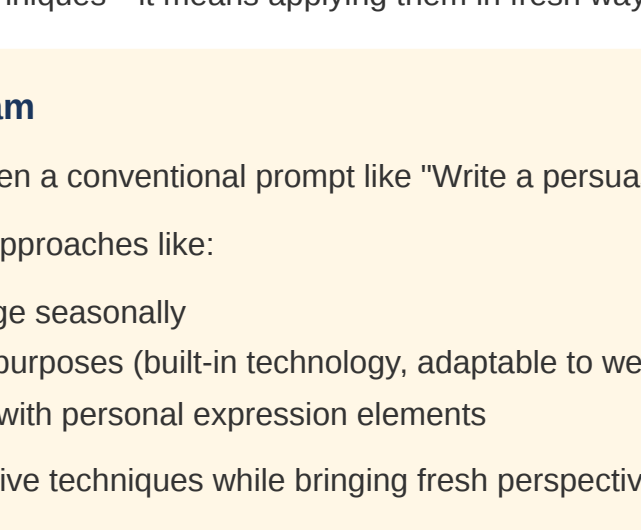 it means applying them in fresh way
am
en a conventional prompt like "Write a persua
pproaches like:
ge seasonally
purposes (built-in technology, adaptable to we
with personal expression elements
ive techniques while bringing fresh perspectiv